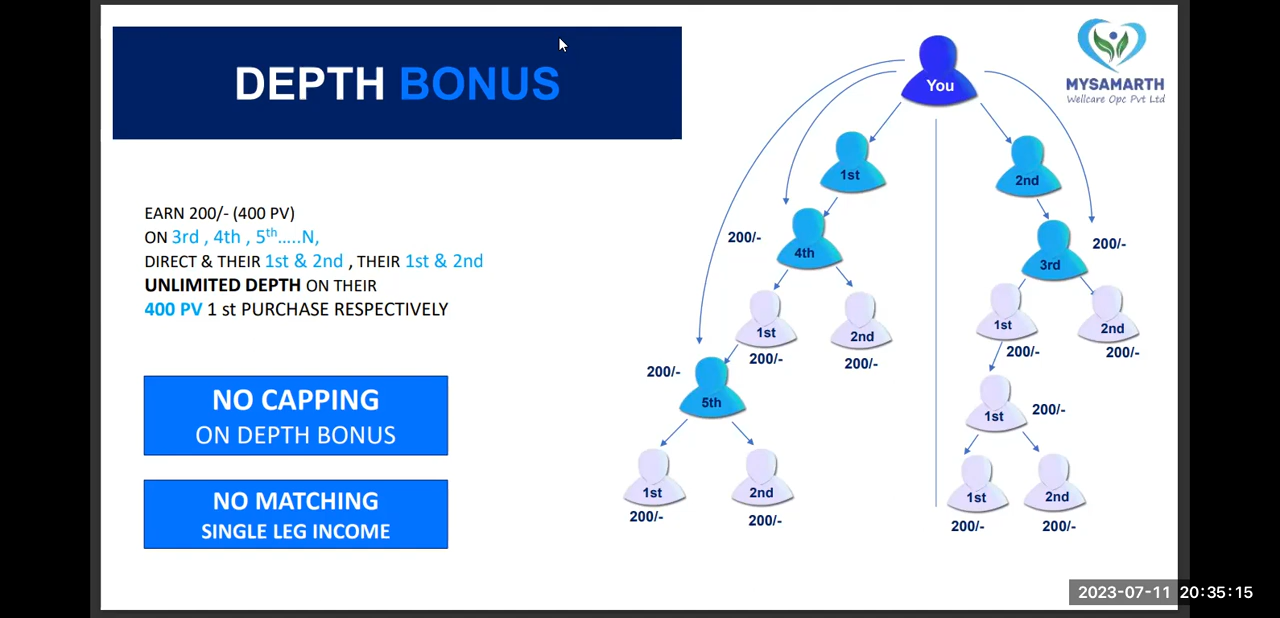 DEPTH BONUS
EARN 200/- (400 PV)
ON 3rd , 4th , 5th.....N,
DIRECT & THEIR 1st & 2nd , THEIR 1st & 2nd
UNLIMITED DEPTH ON THEIR
400 PV 1 st PURCHASE RESPECTIVELY
NO CAPPING
ON DEPTH BONUS
NO MATCHING
SINGLE LEG INCOME
MYSAMARTH
Wellcare Opc Pvt Ltd
You
1st
2nd
200/-
4th
200/-
3rd
1st
2nd
1st
2nd
200/-
200/-
200/-
200/-
200/-
5th
1st
200/-
1st
2nd
1st
2nd
200/-
200/-
200/-
200/-
2023-07-11 20:35:15